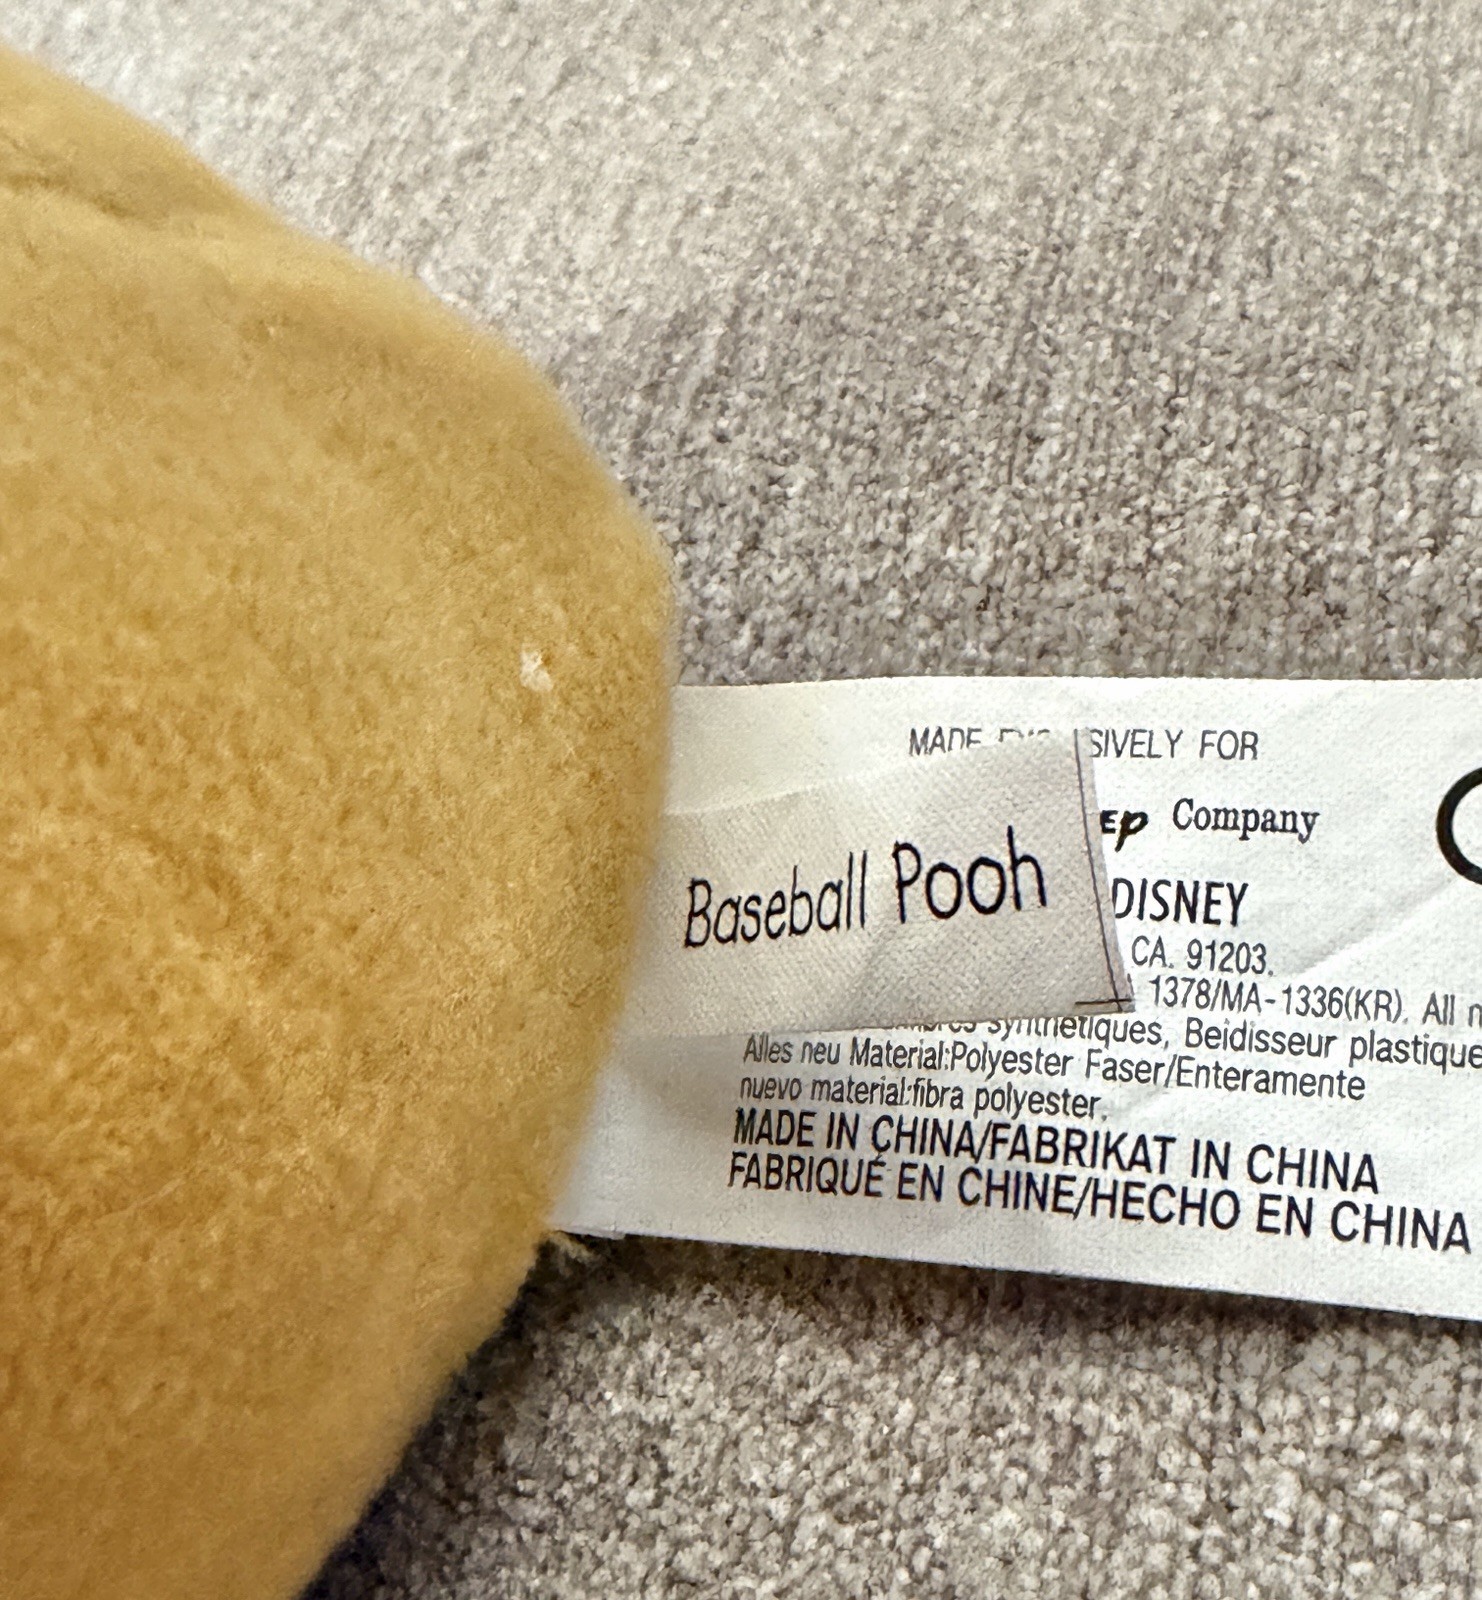 MADE SIVELY FOR
Company
Baseball Pooh
DISNEY
CA. 91203.
1378/MA-1336(KR). All
synthétiques, Beidisseur plastique
Alles neu Material:Polyester Faser/Enteramente
nuevo material:fibra polyester.
MADE IN CHINA/FABRIKAT IN CHINA
FABRIQUÉ EN CHINE/HECHO EN CHINA